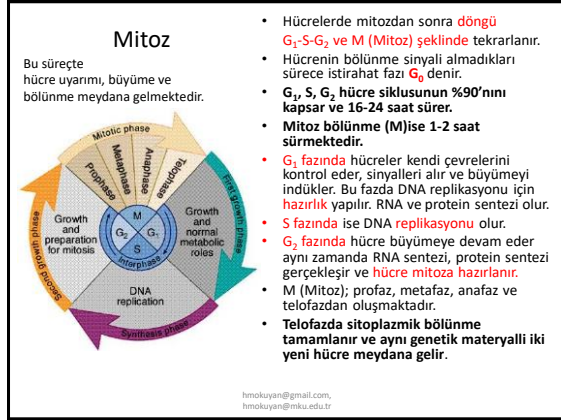 Mitoz
Bu süreçte
hücre uyarımı, büyüme ve
bölünme meydana gelmektedir.
Mitotic phase
Prophase
Metaphase
Anaphase
Telophase
First growth phase
Second growth phase
Synthesis phase
Growth
and
preparation
for mitosis
Growth
and
normal
metabolic
roles
DNA
replication
M
G₂
G₁
S
Interphase
• Hücrelerde mitozdan sonra döngü
G₁-S-G₂ ve M (Mitoz) şeklinde tekrarlanır.
• Hücrenin bölünme sinyali almadıkları
sürece istirahat fazı G₀ denir.
• G₁, S, G₂ hücre siklusunun %90’nını
kapsar ve 16-24 saat sürer.
• Mitoz bölünme (M)ise 1-2 saat
sürmektedir.
• G₁ fazında hücreler kendi çevrelerini
kontrol eder, sinyalleri alır ve büyümeyi
indükler. Bu fazda DNA replikasyonu için
hazırlık yapılır. RNA ve protein sentezi olur.
• S fazında ise DNA replikasyonu olur.
• G₂ fazında hücre büyümeye devam eder
aynı zamanda RNA sentezi, protein sentezi
gerçekleşir ve hücre mitoza hazırlanır.
• M (Mitoz); profaz, metafaz, anafaz ve
telofazdan oluşmaktadır.
• Telofazda sitoplazmik bölünme
tamamlanır ve aynı genetik materyalli iki
yeni hücre meydana gelir.
hmokuyan@gmail.com,
hmokuyan@mku.edu.tr